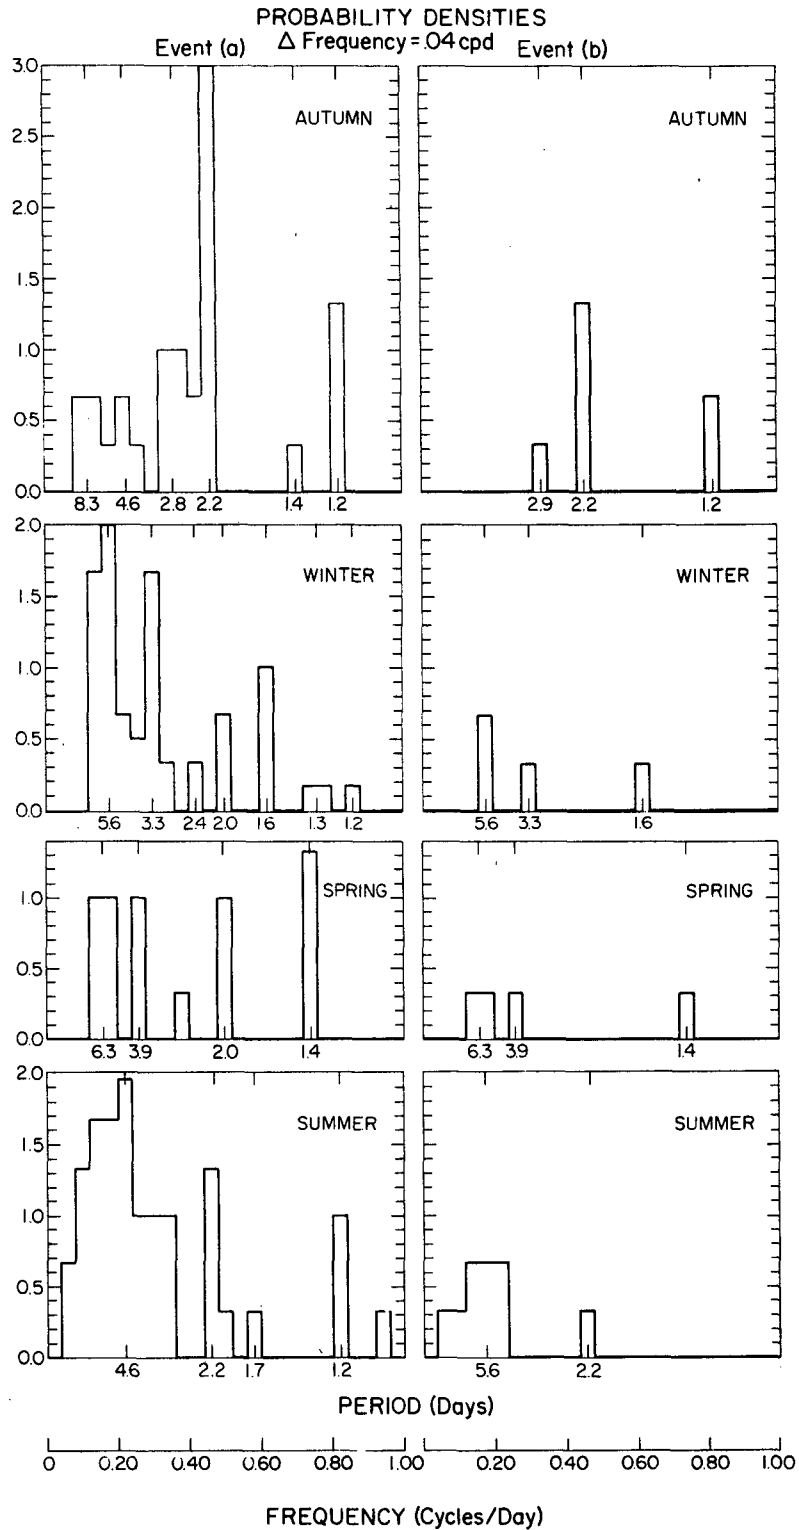 PROBABILITY DENSITIES
Δ Frequency = .04 cpd
Event (a)
Event (b)
3.0
2.5
2.0
1.5
1.0
0.5
0.0
AUTUMN
8.3 4.6 2.8 2.2 1.4 1.2
AUTUMN
2.9 2.2 1.2
2.0
1.5
1.0
0.5
0.0
WINTER
5.6 3.3 2.4 2.0 1.6 1.3 1.2
WINTER
5.6 3.3 1.6
1.0
0.5
0.0
SPRING
6.3 3.9 2.0 1.4
SPRING
6.3 3.9 1.4
2.0
1.5
1.0
0.5
0.0
SUMMER
4.6 2.2 1.7 1.2
SUMMER
5.6 2.2
PERIOD (Days)
0 0.20 0.40 0.60 0.80 1.00 0.20 0.40 0.60 0.80 1.00
FREQUENCY (Cycles/Day)